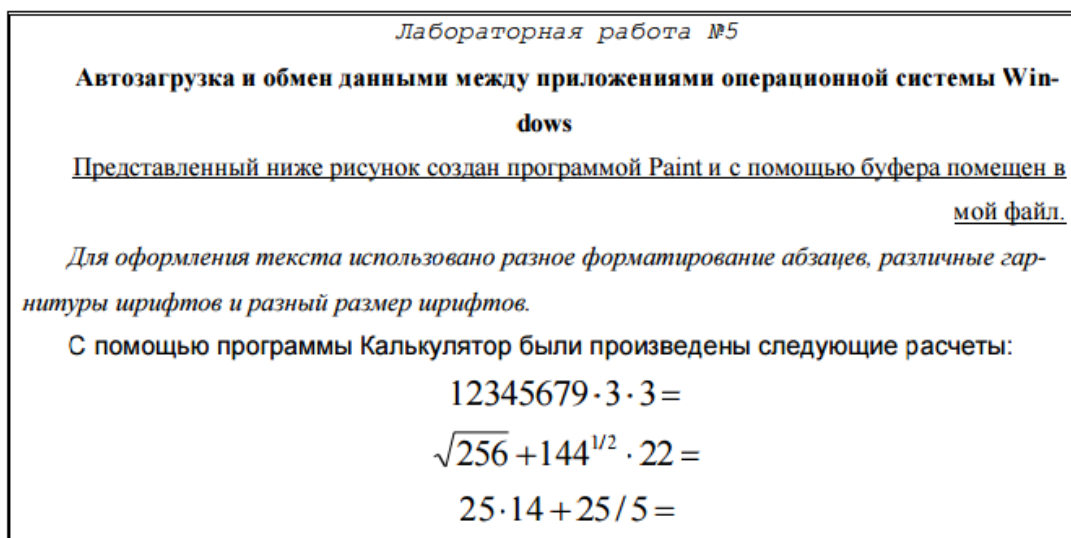 Лабораторная работа №5
Автозагрузка и обмен данными между приложениями операционной системы Win-
dows
Представленный ниже рисунок создан программой Paint и с помощью буфера помещен в
мой файл.
Для оформления текста использовано разное форматирование абзацев, различные гар-
нитуры шрифтов и разный размер шрифтов.
С помощью программы Калькулятор были произведены следующие расчеты:
12345679·3·3=
√256+144^{1/2}·22=
25·14+25/5=